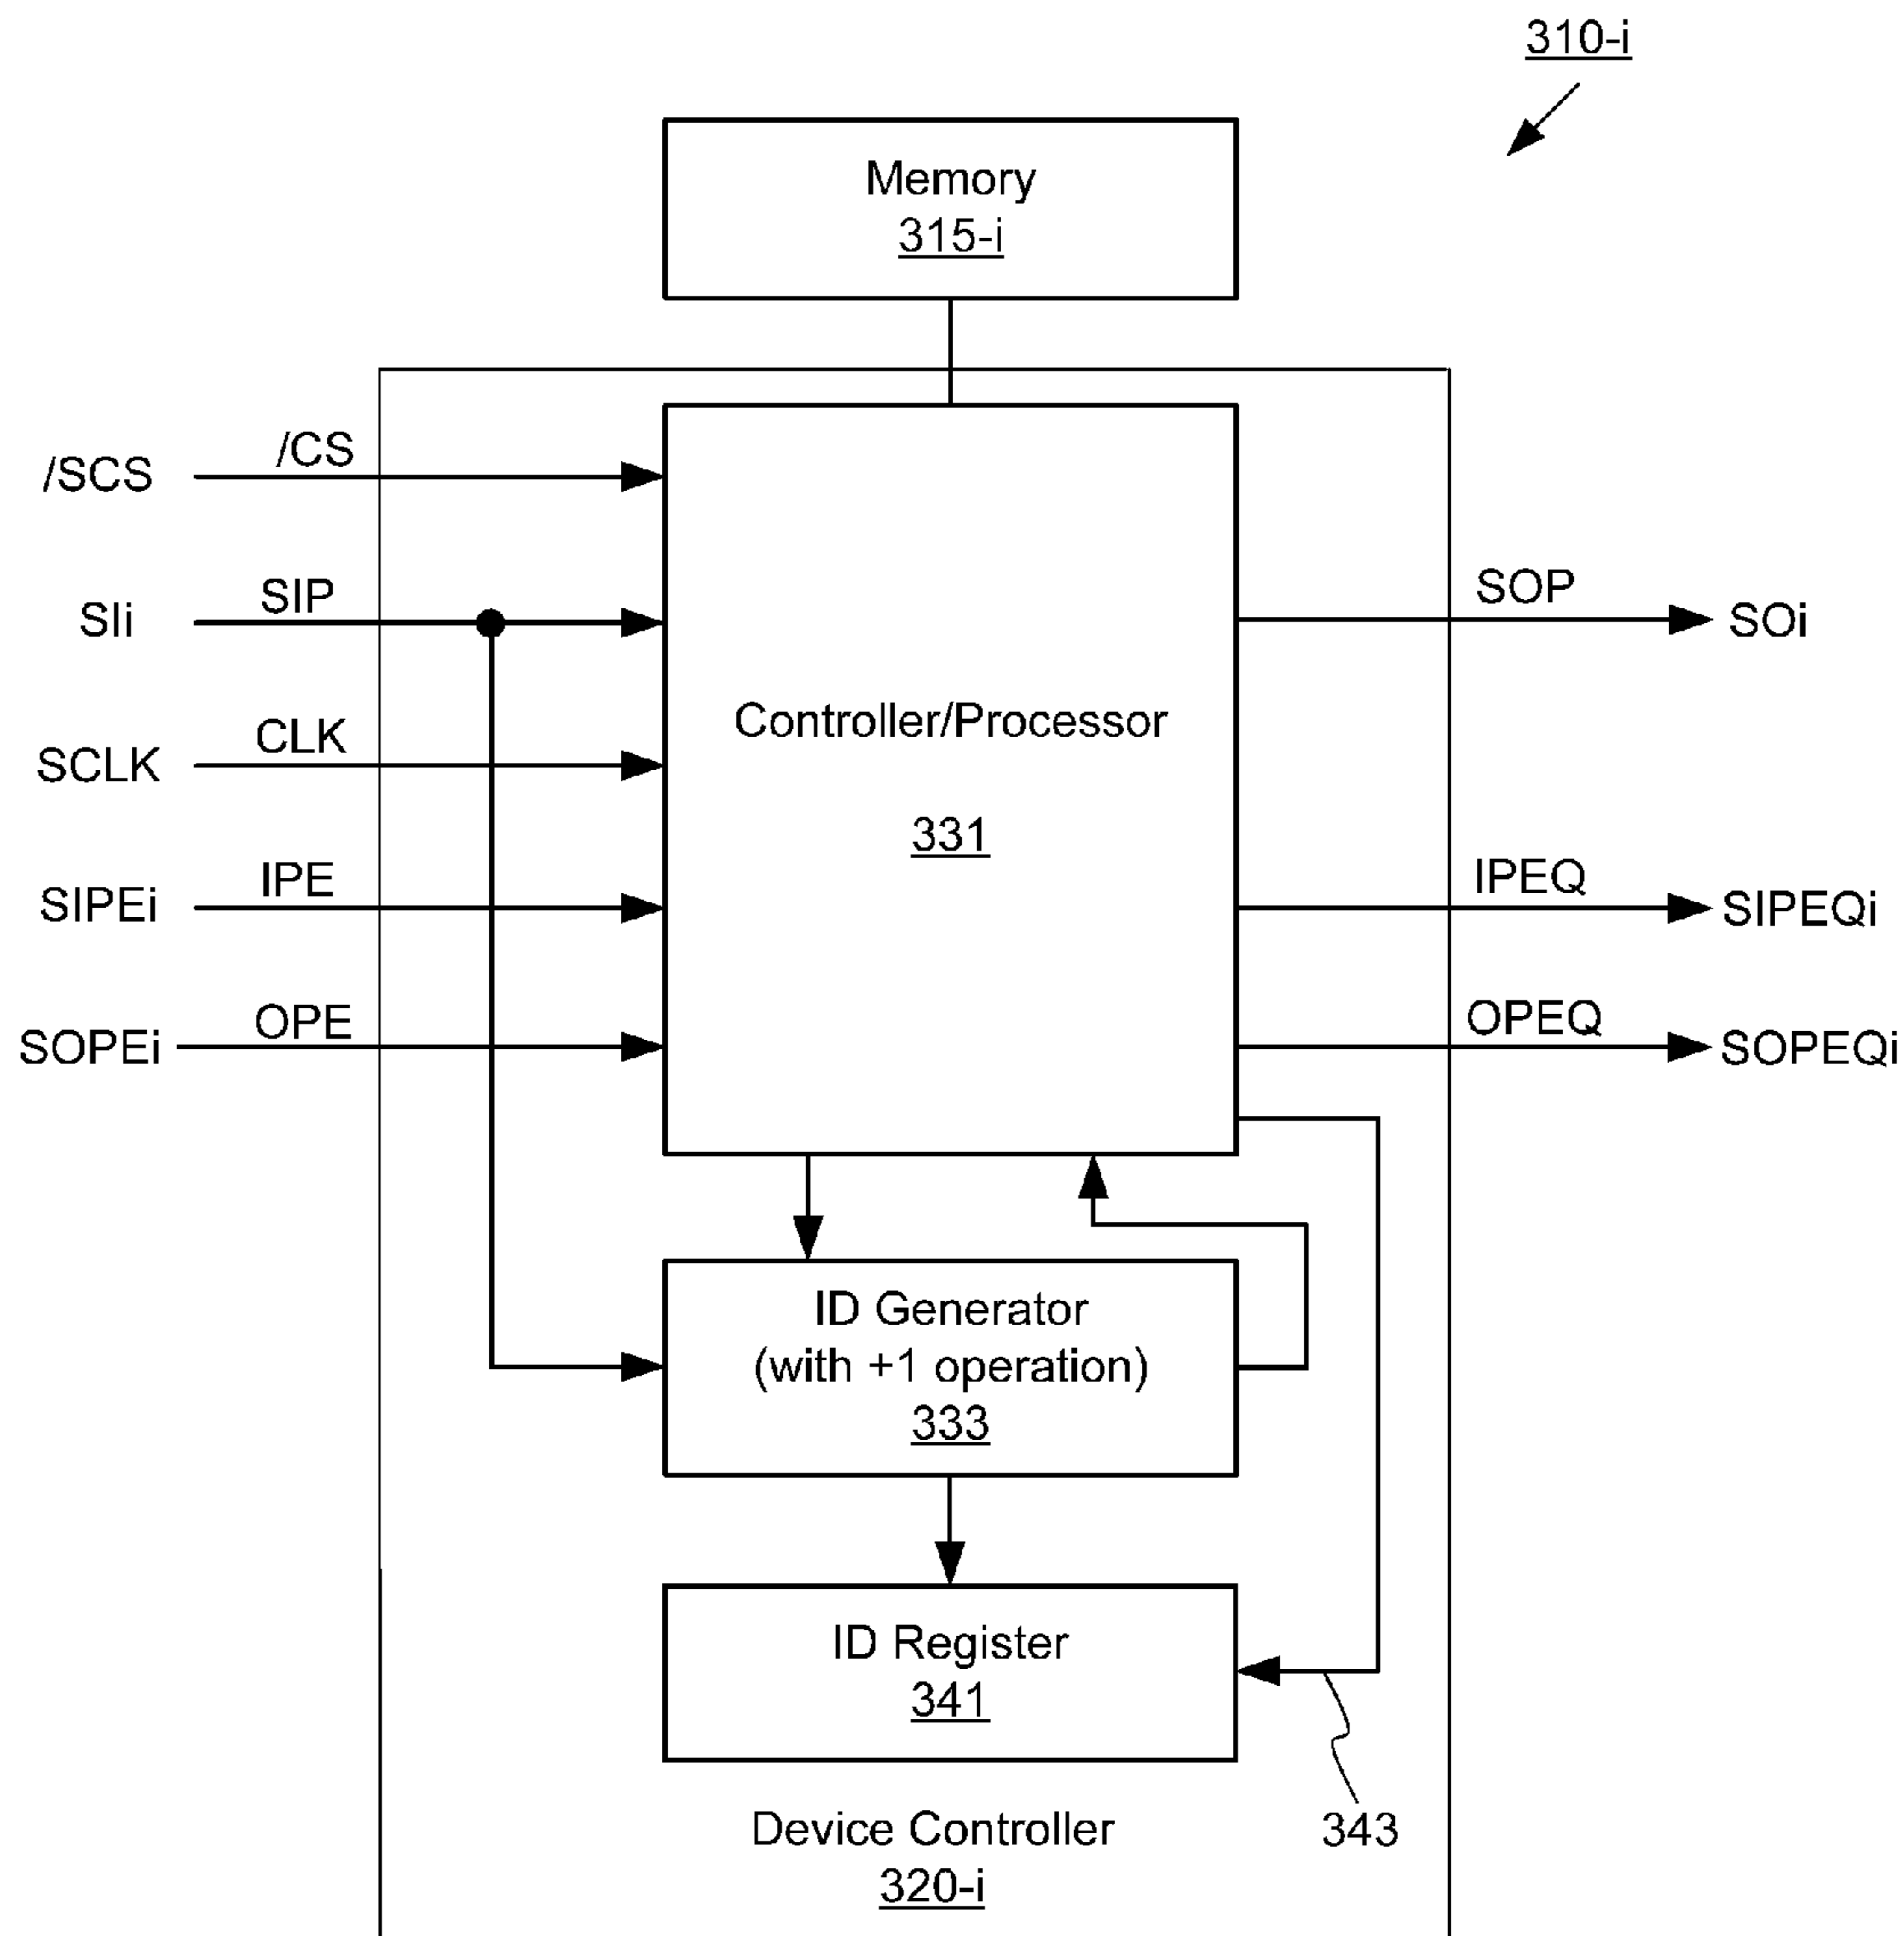 310-i
Memory
315-i
/SCS
/CS
SIi
SIP
SOP
SOi
SCLK
CLK
Controller/Processor
331
SIPEi
IPE
IPEQ
SIPEQi
SOPEi
OPE
OPEQ
SOPEQi
ID Generator
(with +1 operation)
333
ID Register
341
343
Device Controller
320-i